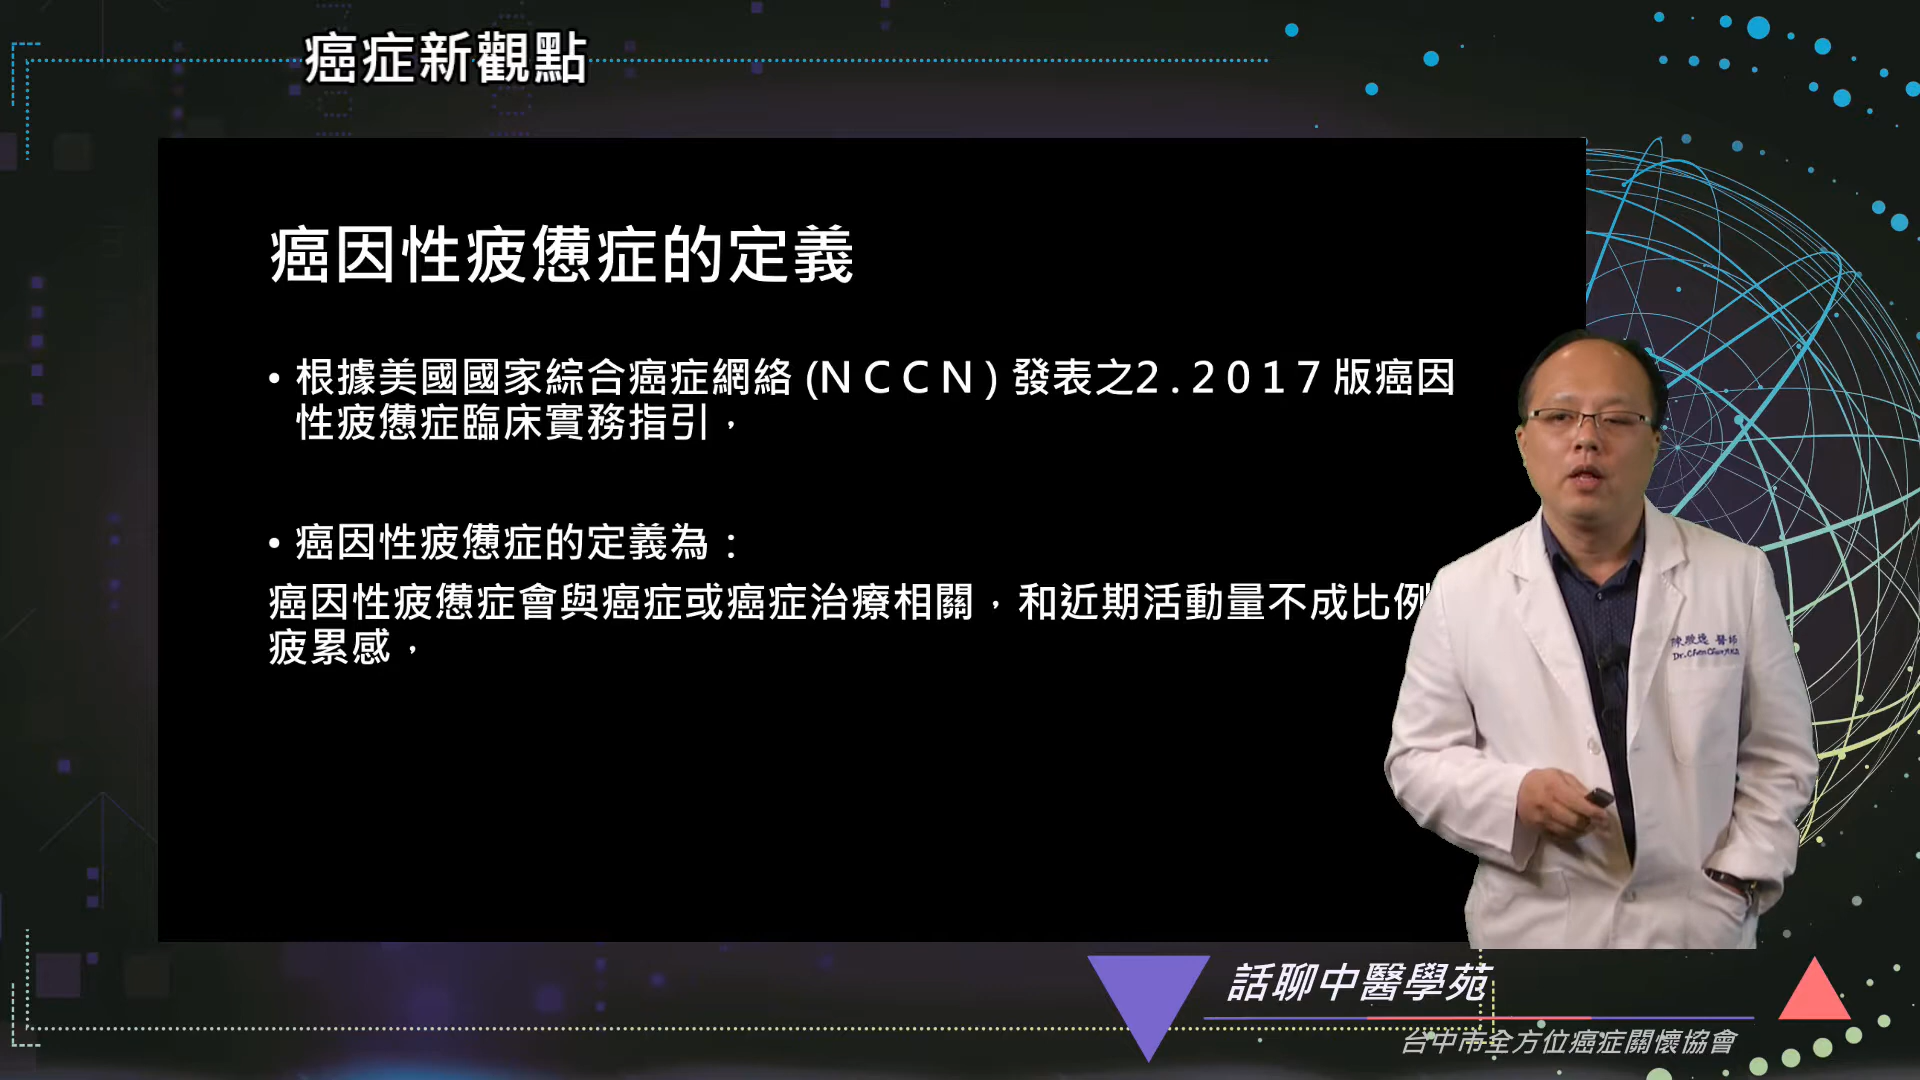 癌症新觀點
癌因性疲憊症的定義
• 根據美國國家綜合癌症網絡 (NCCN) 發表之2.2017版癌因
性疲憊症臨床實務指引，
• 癌因性疲憊症的定義為：
癌因性疲憊症會與癌症或癌症治療相關，和近期活動量不成比例
疲累感，
陳駿逸 醫師
話聊中醫學苑
台中市全方位癌症關懷協會